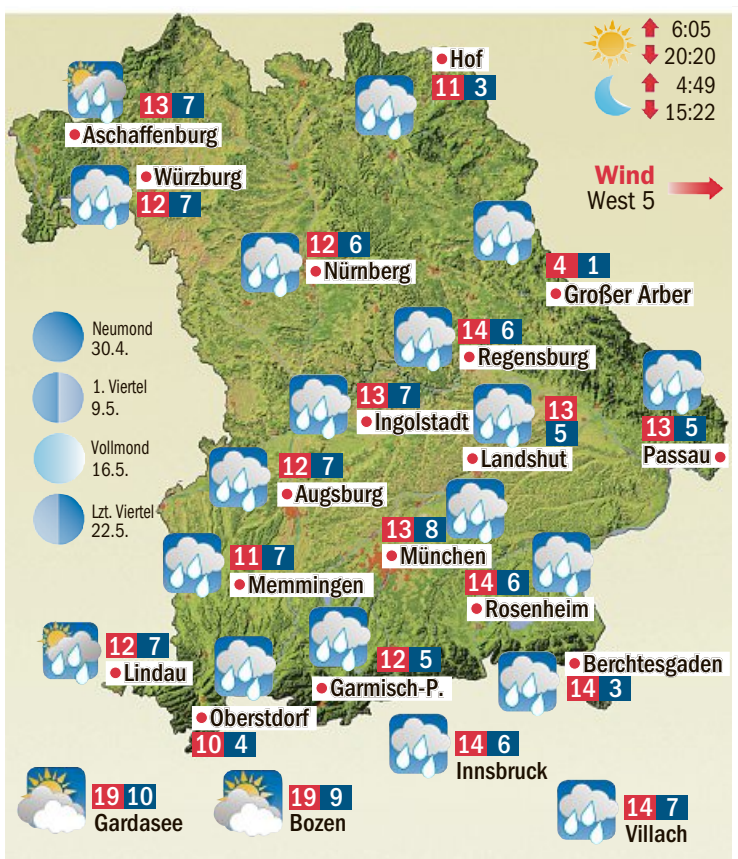 6:05
20:20
4:49
15:22
Wind
West 5
Hof
11 3
13 7
Aschaffenburg
Würzburg
12 7
12 6
Nürnberg
4 1
Großer Arber
Neumond
30.4.
1. Viertel
9.5.
Vollmond
16.5.
Lzt. Viertel
22.5.
14 6
Regensburg
13 7
Ingolstadt
13
5
Landshut
13 5
Passau
12 7
Augsburg
13 8
München
11 7
Memmingen
14 6
Rosenheim
12 7
Lindau
12 5
Garmisch-P.
Berchtesgaden
14 3
Oberstdorf
10 4
14 6
Innsbruck
19 10
Gardasee
19 9
Bozen
14 7
Villach